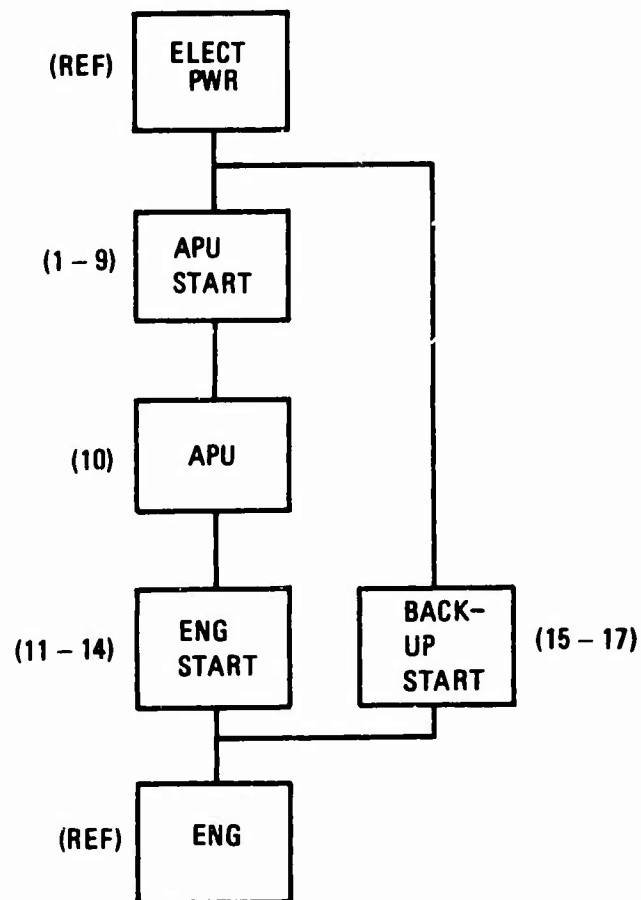 (REF)
ELECT
PWR
(1 – 9)
APU
START
(10)
APU
(11 – 14)
ENG
START
BACK-
UP
START
(15 – 17)
(REF)
ENG